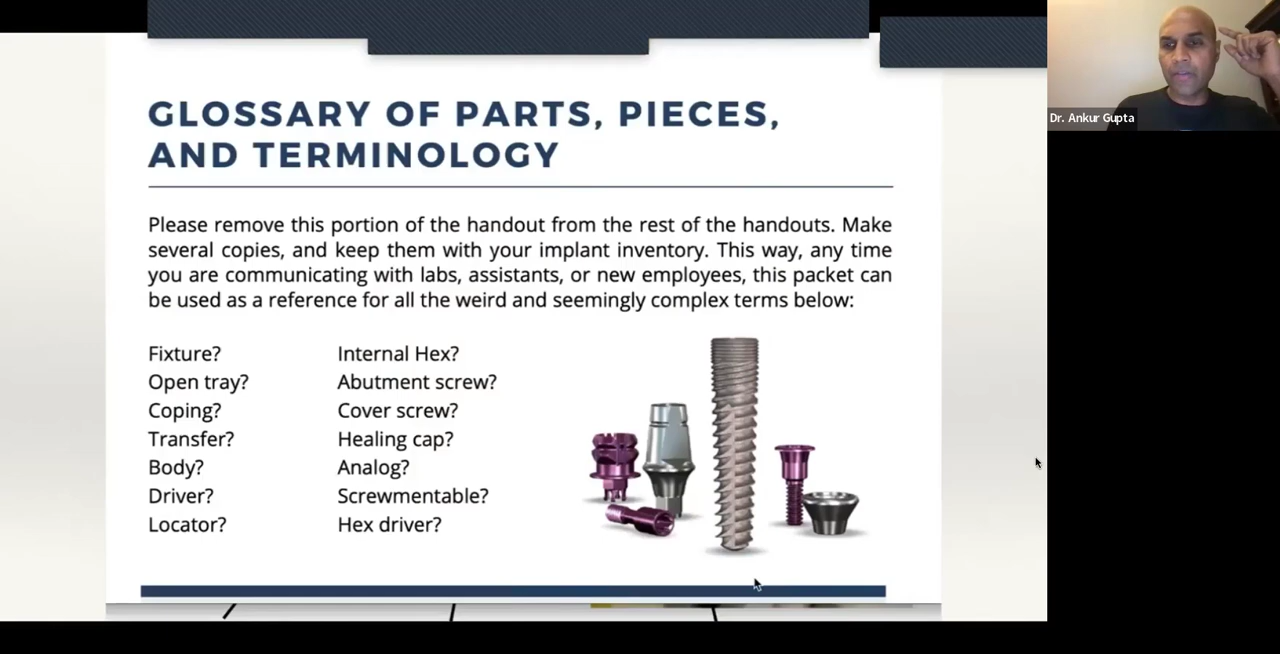 GLOSSARY OF PARTS, PIECES,
AND TERMINOLOGY
Please remove this portion of the handout from the rest of the handouts. Make
several copies, and keep them with your implant inventory. This way, any time
you are communicating with labs, assistants, or new employees, this packet can
be used as a reference for all the weird and seemingly complex terms below:
Fixture?
Open tray?
Coping?
Transfer?
Body?
Driver?
Locator?
Internal Hex?
Abutment screw?
Cover screw?
Healing cap?
Analog?
Screwmentable?
Hex driver?
Dr. Ankur Gupta